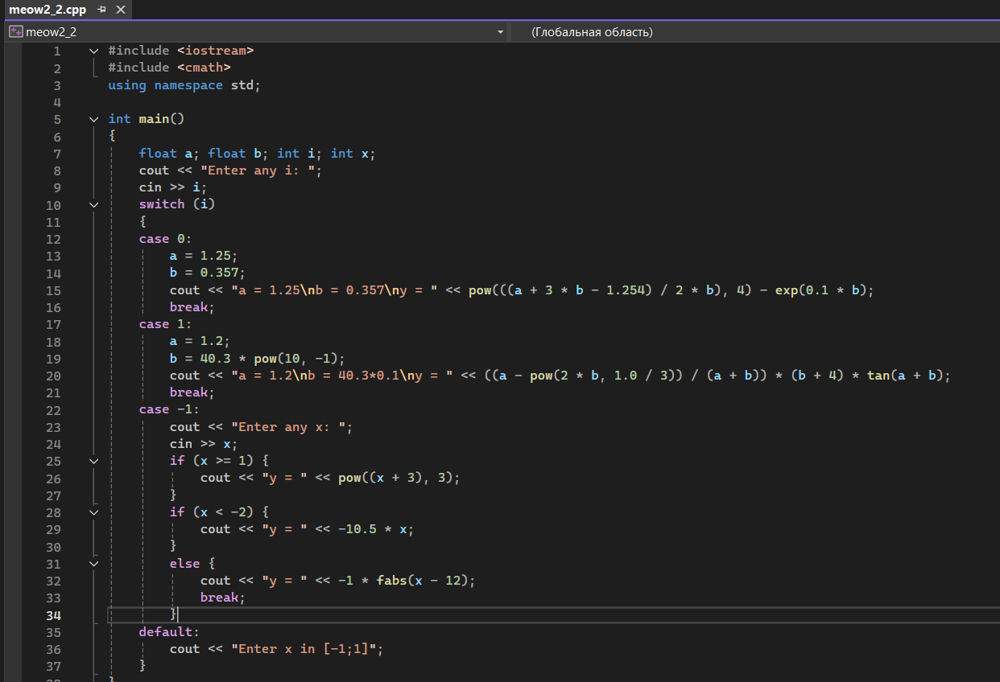 meow2_2.cpp
meow2_2 (Глобальная область)
1 #include <iostream>
2 #include <cmath>
3 using namespace std;
4
5 int main()
6 {
7 float a; float b; int i; int x;
8 cout << "Enter any i: ";
9 cin >> i;
10 switch (i)
11 {
12 case 0:
13 a = 1.25;
14 b = 0.357;
15 cout << "a = 1.25\nb = 0.357\ny = " << pow(((a + 3 * b - 1.254) / 2 * b), 4) - exp(0.1 * b);
16 break;
17 case 1:
18 a = 1.2;
19 b = 40.3 * pow(10, -1);
20 cout << "a = 1.2\nb = 40.3*0.1\ny = " << ((a - pow(2 * b, 1.0 / 3)) / (a + b)) * (b + 4) * tan(a + b);
21 break;
22 case -1:
23 cout << "Enter any x: ";
24 cin >> x;
25 if (x >= 1) {
26 cout << "y = " << pow((x + 3), 3);
27 }
28 if (x < -2) {
29 cout << "y = " << -10.5 * x;
30 }
31 else {
32 cout << "y = " << -1 * fabs(x - 12);
33 break;
34 }
35 default:
36 cout << "Enter x in [-1;1]";
37 }
38 }